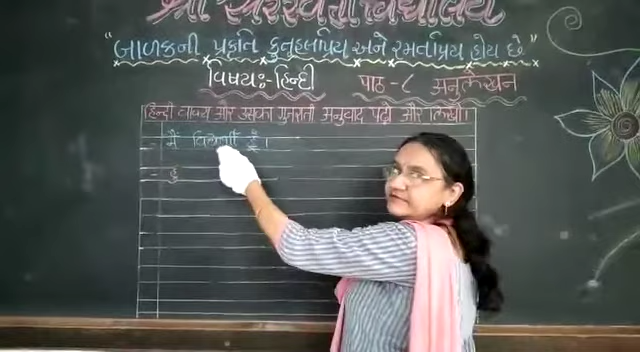 શ્રી સરસ્વતી વિદ્યાલય
"બાળકની પ્રકૃતિ કુતૂહલપ્રિય અને રમતપ્રિય હોય છે"
વિષય:-હિન્દી પાઠ-૮ અનુલેખન
हिन्दी वाक्य और उसका गुजराती अनुवाद पढ़ो और लिखो।
मैं विद्यार्थी हूँ।
હું